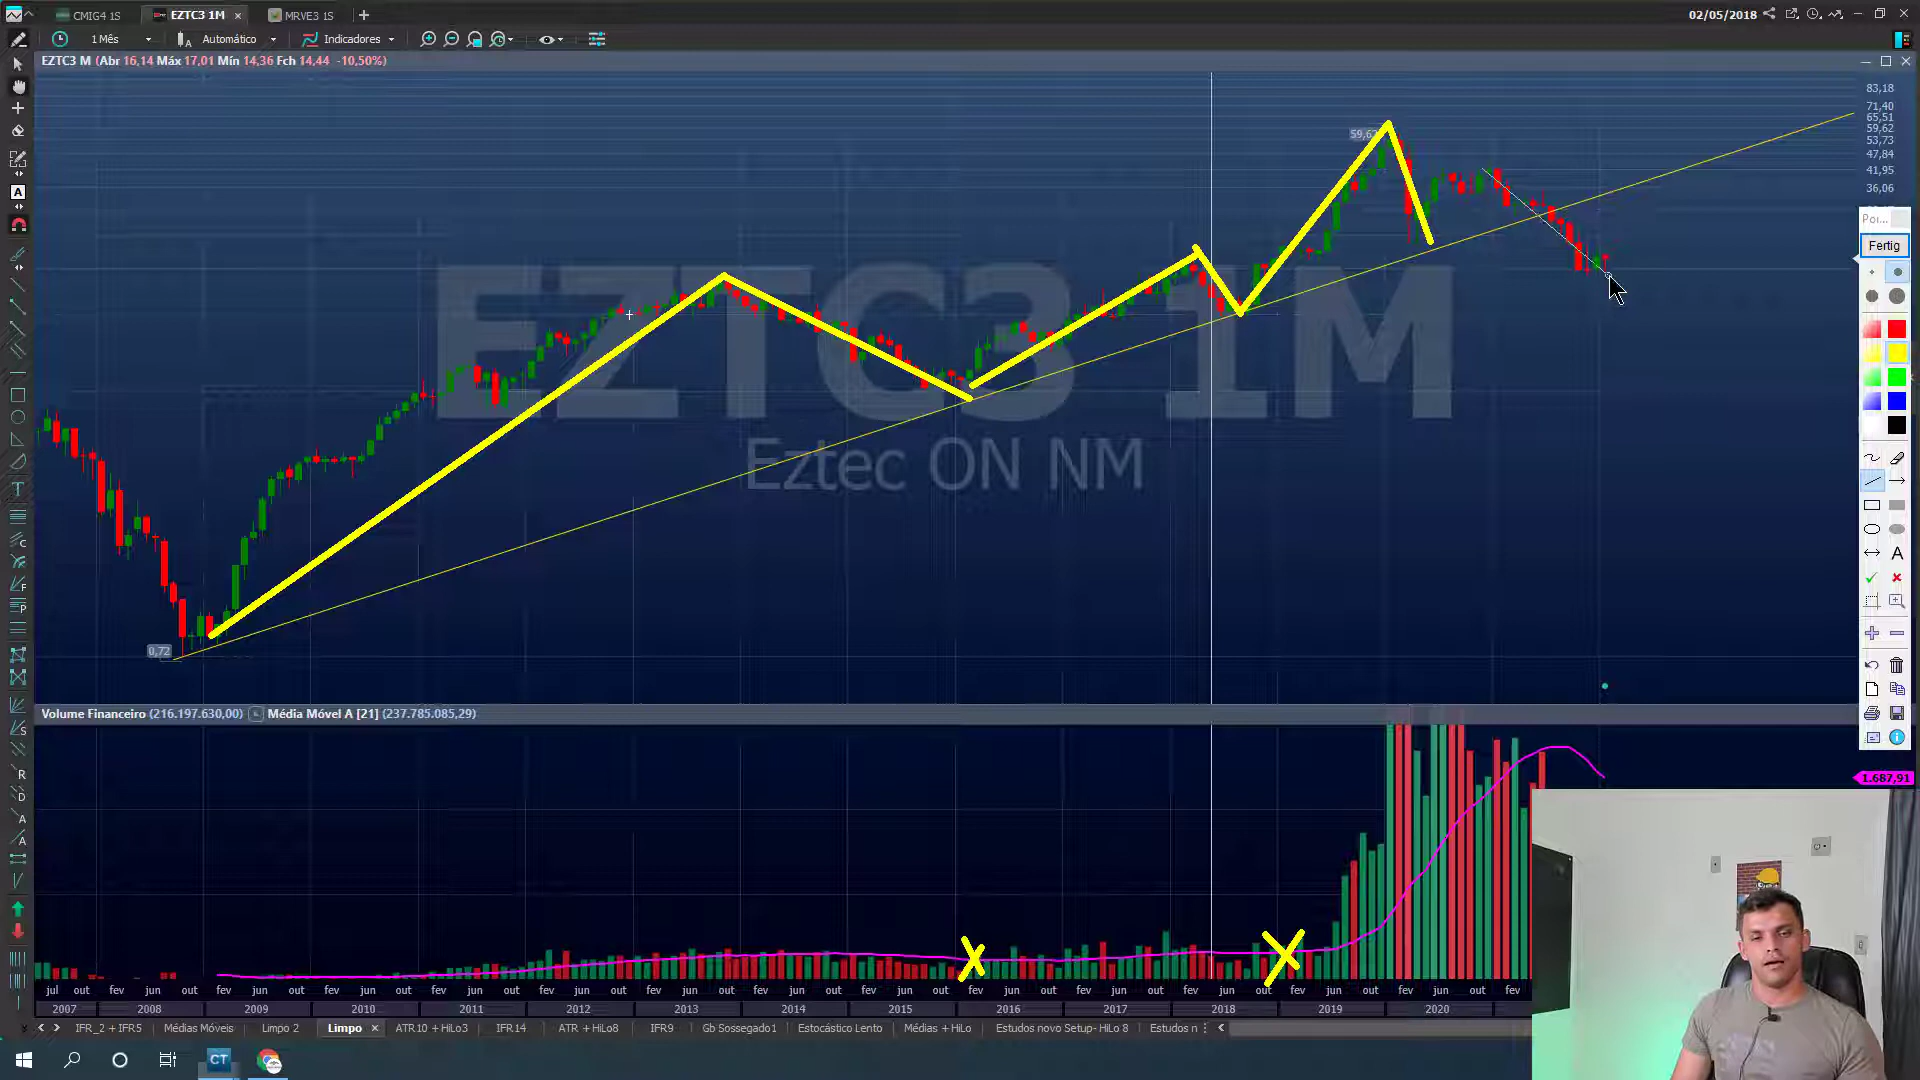 CMIG4 1S
EZTC3 1M
MRVE3 1S
02/05/2018
1 Mês
Automático
Indicadores
EZTC3 M (Abr 16,14 Máx 17,01 Mín 14,36 Fch 14,44 -10,50%)
83,18
71,40
65,51
59,62
53,73
47,84
41,95
36,06
59,62
EZTC3 1M
Eztec ON NM
0,72
Por...
Fertig
Volume Financeiro (216.197.630,00) Média Móvel A [21] (237.785.085,29)
1.687,91
jul out fev jun out fev jun out fev jun out fev jun out fev jun out fev jun out fev jun out fev jun out fev jun out fev jun out fev jun out fev jun out fev jun out fev
2007 2008 2009 2010 2011 2012 2013 2014 2015 2016 2017 2018 2019 2020
IFR_2 + IFR5 Médias Móveis Limpo 2 Limpo ATR10 + HiLo3 IFR14 ATR + HiLo8 IFR9 Gb Sossegado1 Estocástico Lento Médias + HiLo Estudos novo Setup- HiLo 8 Estudos n
CT